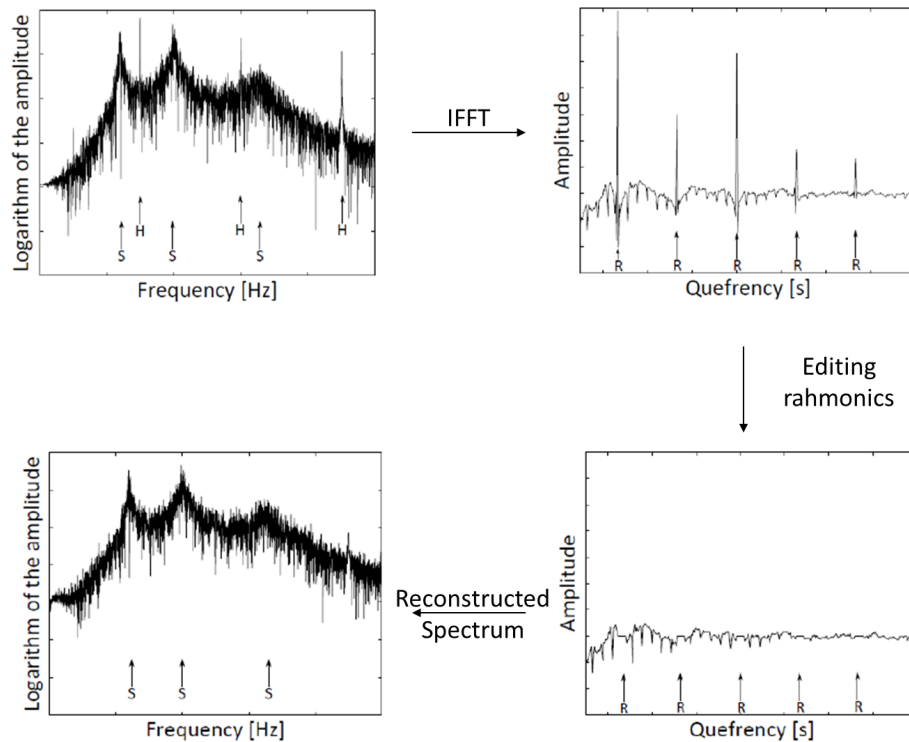 Logarithm of the amplitude
H
H
H
S
S
S
Frequency [Hz]
IFFT
Amplitude
R
R
R
R
R
Quefrency [s]
Editing
rahmonics
Amplitude
R
R
R
R
R
Quefrency [s]
Reconstructed
Spectrum
Logarithm of the amplitude
S
S
S
Frequency [Hz]